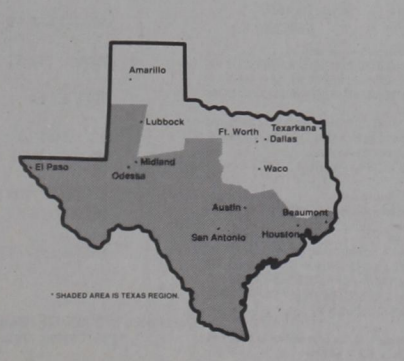 Amarillo
Lubbock
Ft. Worth
Texarkana
Dallas
El Paso
Midland
Odessa
Waco
Austin
Beaumont
San Antonio
Houston
* SHADED AREA IS TEXAS REGION.